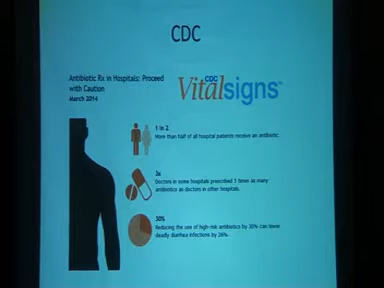 CDC
Antibiotic Rx in Hospitals: Proceed
with Caution
March 2014
CDC
Vitalsigns™
1 in 2
More than half of all hospital patients receive an antibiotic.
3x
Doctors in some hospitals prescribed 3 times as many
antibiotics as doctors in other hospitals.
30%
Reducing the use of high-risk antibiotics by 30% can lower
deadly diarrhea infections by 26%.